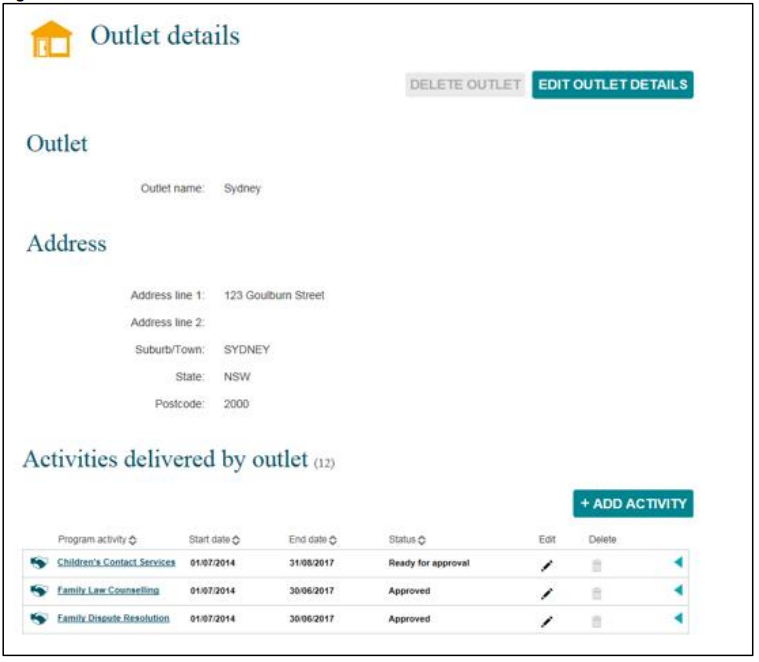 Outlet details
DELETE OUTLET EDIT OUTLET DETAILS
Outlet
Outlet name: Sydney
Address
Address line 1: 123 Goulburn Street
Address line 2:
Suburb/Town: SYDNEY
State: NSW
Postcode: 2000
Activities delivered by outlet (12)
+ ADD ACTIVITY
Program activity Start date End date Status Edit Delete
Children's Contact Services 01/07/2014 31/08/2017 Ready for approval
Family Law Counselling 01/07/2014 30/06/2017 Approved
Family Dispute Resolution 01/07/2014 30/06/2017 Approved